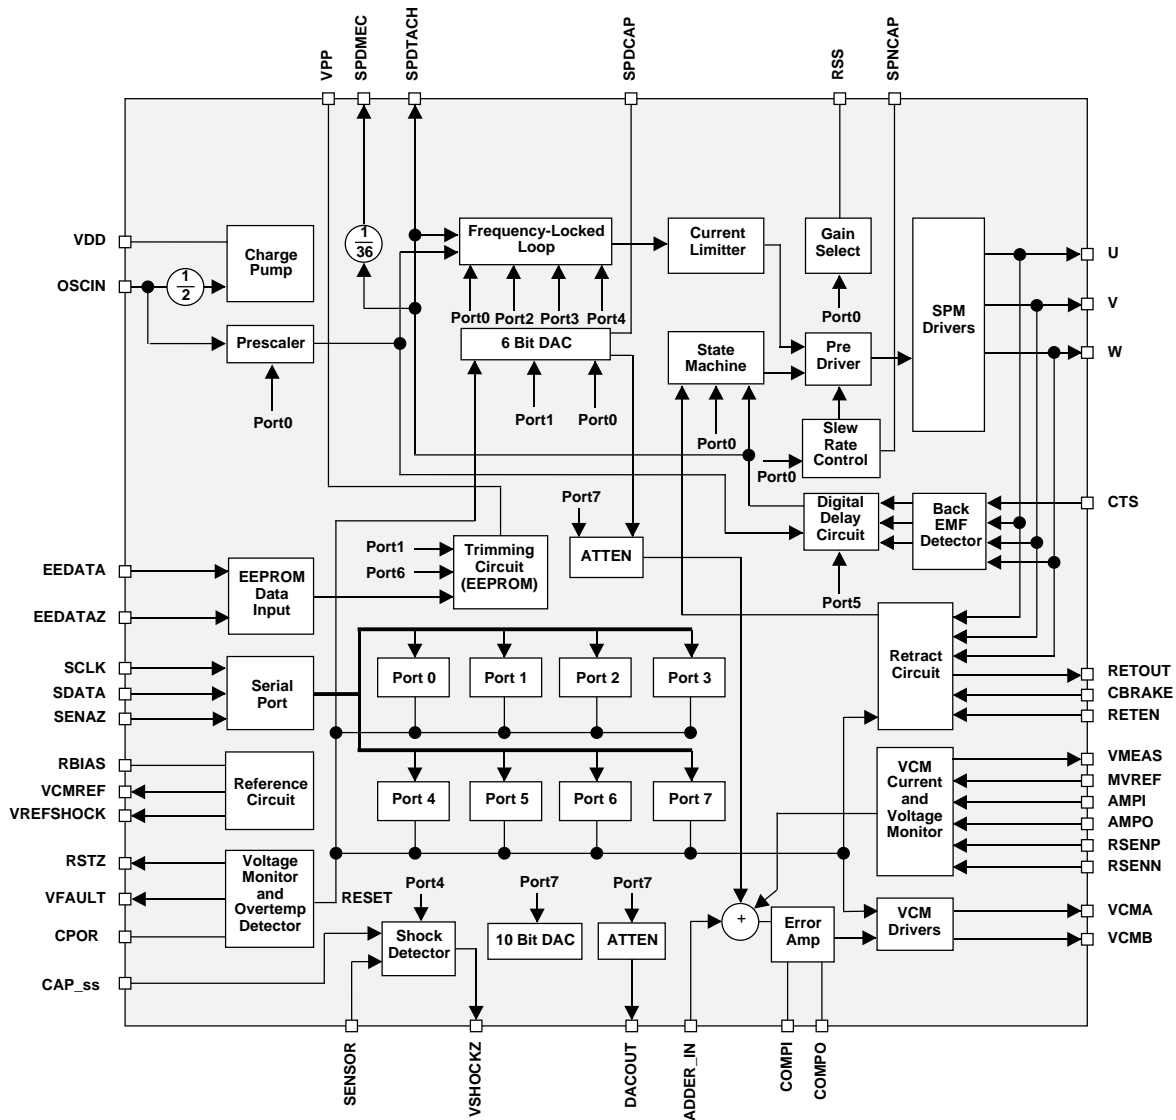 VPP
SPDMEC
SPDTACH
SPDCAP
RSS
SPNCAP
VDD
OSCIN
1
2
Charge
Pump
Prescaler
Port0
1
36
Frequency-Locked
Loop
Port0
Port2
Port3
Port4
6 Bit DAC
Port1
Port0
Current
Limitter
Gain
Select
Port0
State
Machine
Port0
Pre
Driver
Slew
Rate
Control
Port0
SPM
Drivers
U
V
W
Digital
Delay
Circuit
Port5
Back
EMF
Detector
CTS
Port7
ATTEN
Port1
Port6
Trimming
Circuit
(EEPROM)
EEDATA
EEDATAZ
EEPROM
Data
Input
SCLK
SDATA
SENAZ
Serial
Port
Port 0
Port 1
Port 2
Port 3
Port 4
Port 5
Port 6
Port 7
Retract
Circuit
RETOUT
CBRAKE
RETEN
RBIAS
VCMREF
VREFSHOCK
Reference
Circuit
VCM
Current
and
Voltage
Monitor
VMEAS
MVREF
AMPI
AMPO
RSENP
RSENN
RSTZ
VFAULT
CPOR
CAP_ss
Voltage
Monitor
and
Overtemp
Detector
RESET
Port4
Shock
Detector
Port7
10 Bit DAC
Port7
ATTEN
+
Error
Amp
VCM
Drivers
VCMA
VCMB
SENSOR
VSHOCKZ
DACOUT
ADDER_IN
COMPI
COMPO